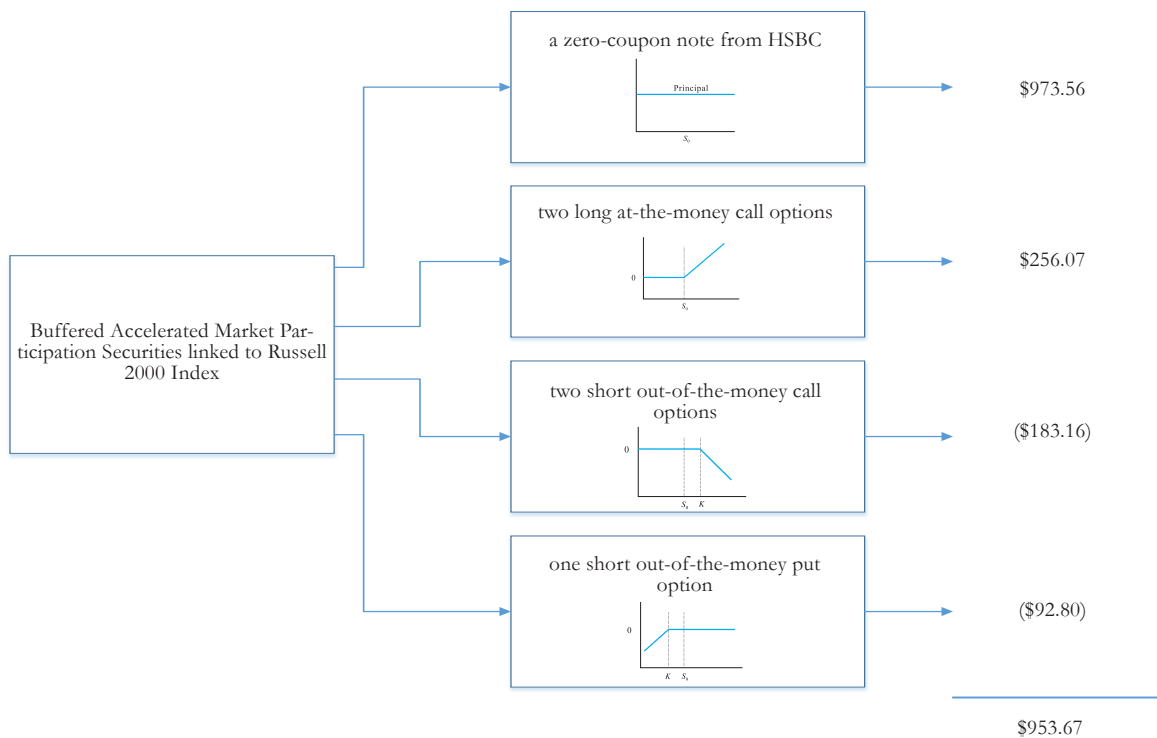 a zero-coupon note from HSBC
Principal
S₀
$973.56
two long at-the-money call options
0
S₀
$256.07
Buffered Accelerated Market Par-
ticipation Securities linked to Russell
2000 Index
two short out-of-the-money call
options
0
S₀ K
($183.16)
one short out-of-the-money put
option
0
K S₀
($92.80)
$953.67